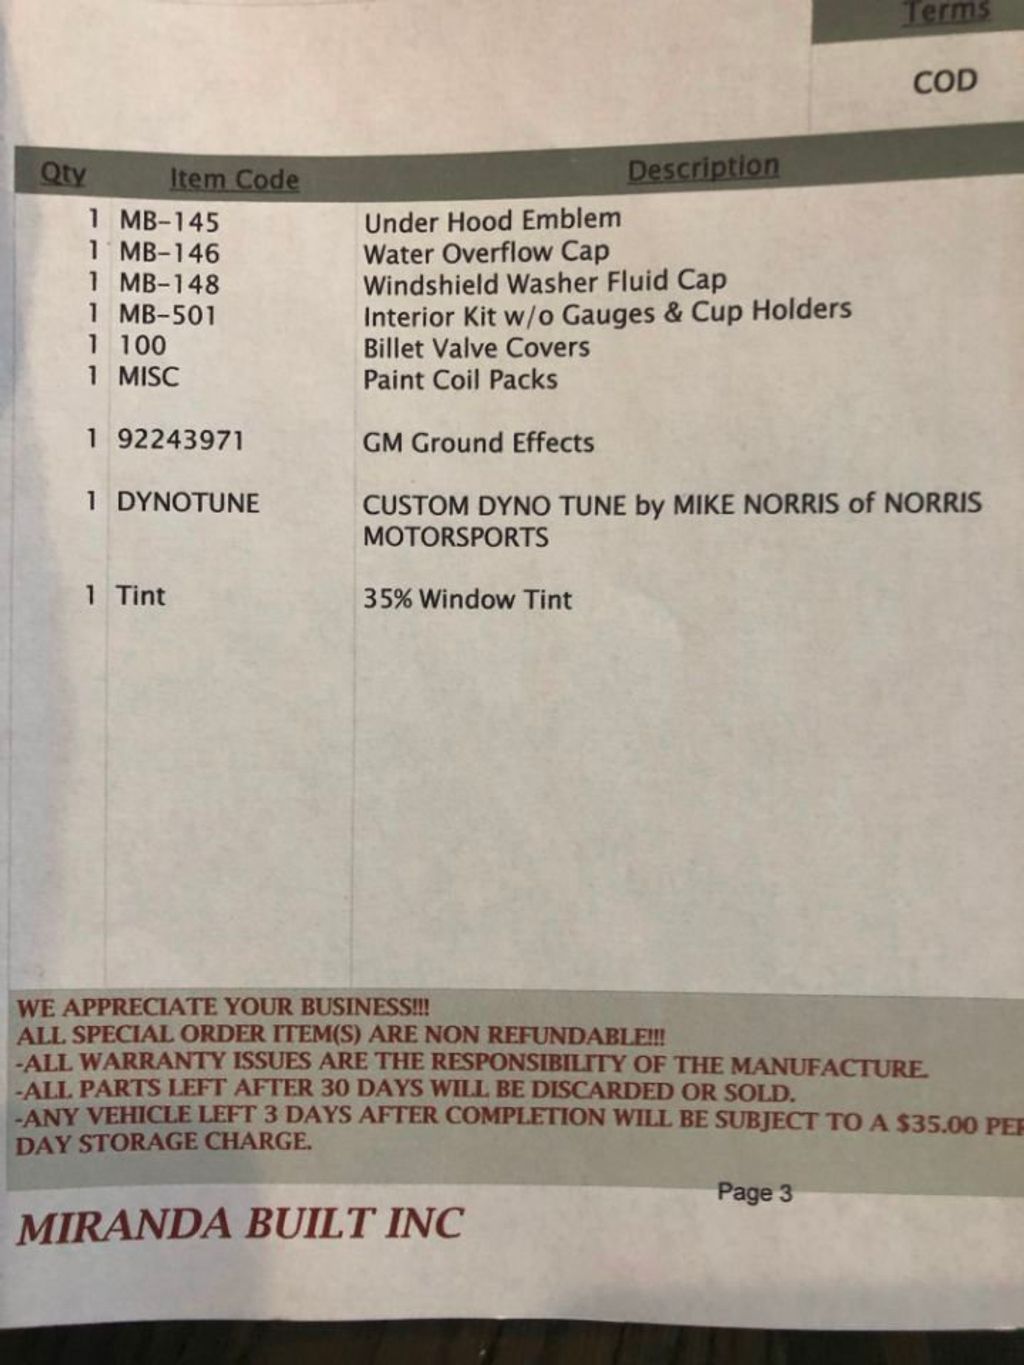 Terms
COD
Qty Item Code Description
1 MB-145 Under Hood Emblem
1 MB-146 Water Overflow Cap
1 MB-148 Windshield Washer Fluid Cap
1 MB-501 Interior Kit w/o Gauges & Cup Holders
1 100 Billet Valve Covers
1 MISC Paint Coil Packs
1 92243971 GM Ground Effects
1 DYNOTUNE CUSTOM DYNO TUNE by MIKE NORRIS of NORRIS
MOTORSPORTS
1 Tint 35% Window Tint
WE APPRECIATE YOUR BUSINESS!!!
ALL SPECIAL ORDER ITEM(S) ARE NON REFUNDABLE!!!
-ALL WARRANTY ISSUES ARE THE RESPONSIBILITY OF THE MANUFACTURE.
-ALL PARTS LEFT AFTER 30 DAYS WILL BE DISCARDED OR SOLD.
-ANY VEHICLE LEFT 3 DAYS AFTER COMPLETION WILL BE SUBJECT TO A $35.00 PER
DAY STORAGE CHARGE.
Page 3
MIRANDA BUILT INC